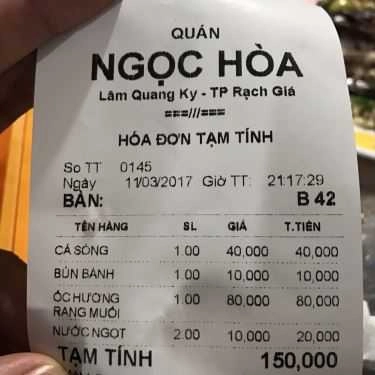 QUÁN
NGỌC HÒA
Lâm Quang Ky - TP Rạch Giá
===///===
HÓA ĐƠN TẠM TÍNH
So TT 0145
Ngày 11/03/2017 Giờ TT: 21:17:29
BÀN: B 42
TÊN HÀNG SL GIÁ T.TIÊN
CÁ SÒNG 1.00 40,000 40,000
BÚN BÁNH 1.00 10,000 10,000
ỐC HƯƠNG 1.00 80,000 80,000
RANG MUỐI
NƯỚC NGỌT 2.00 10,000 20,000
TẠM TÍNH 150,000